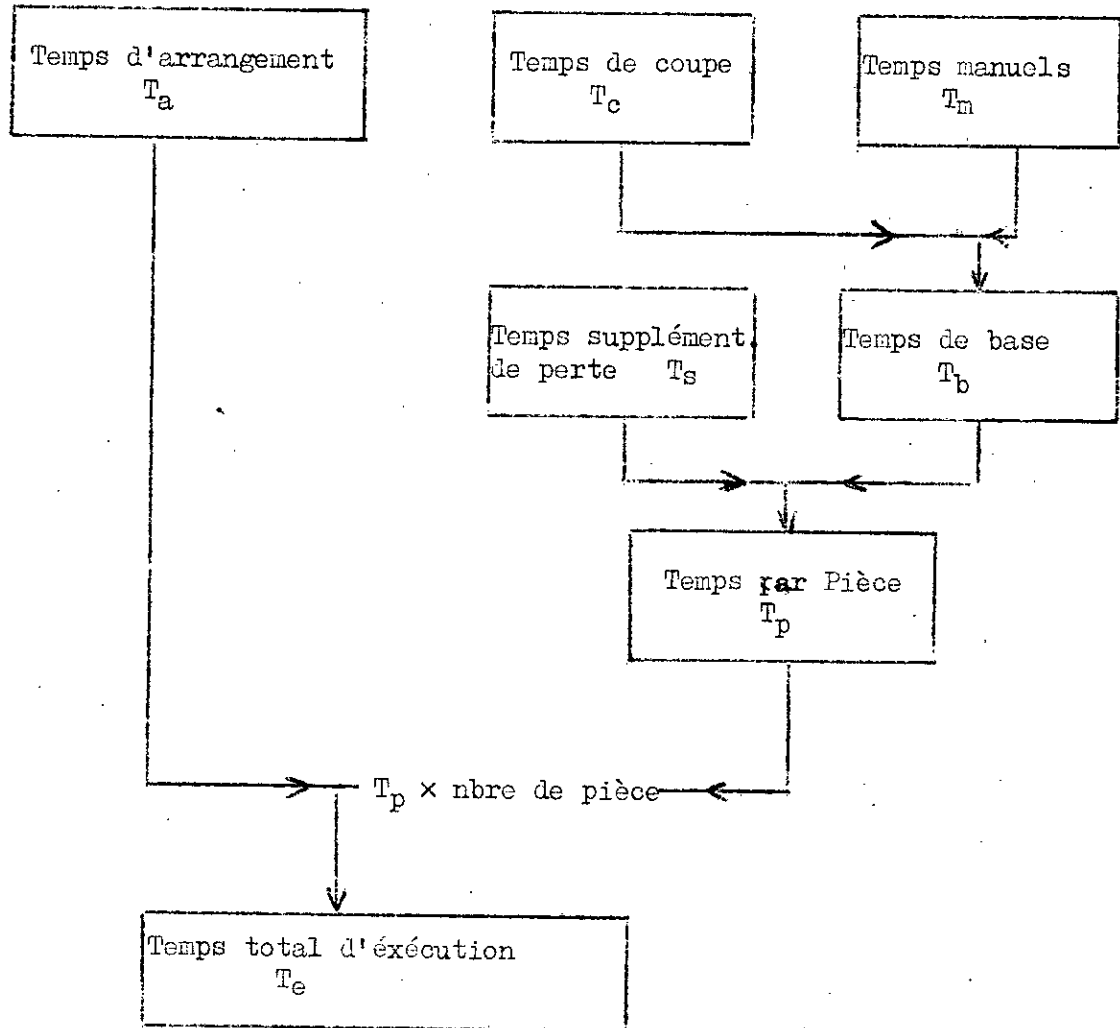 Temps d'arrangement
Ta
Temps de coupe
Tc
Temps manuels
Tm
Temps supplément
de perte Ts
Temps de base
Tb
Temps par Pièce
Tp
Tp × nbre de pièce
Temps total d'éxécution
Te